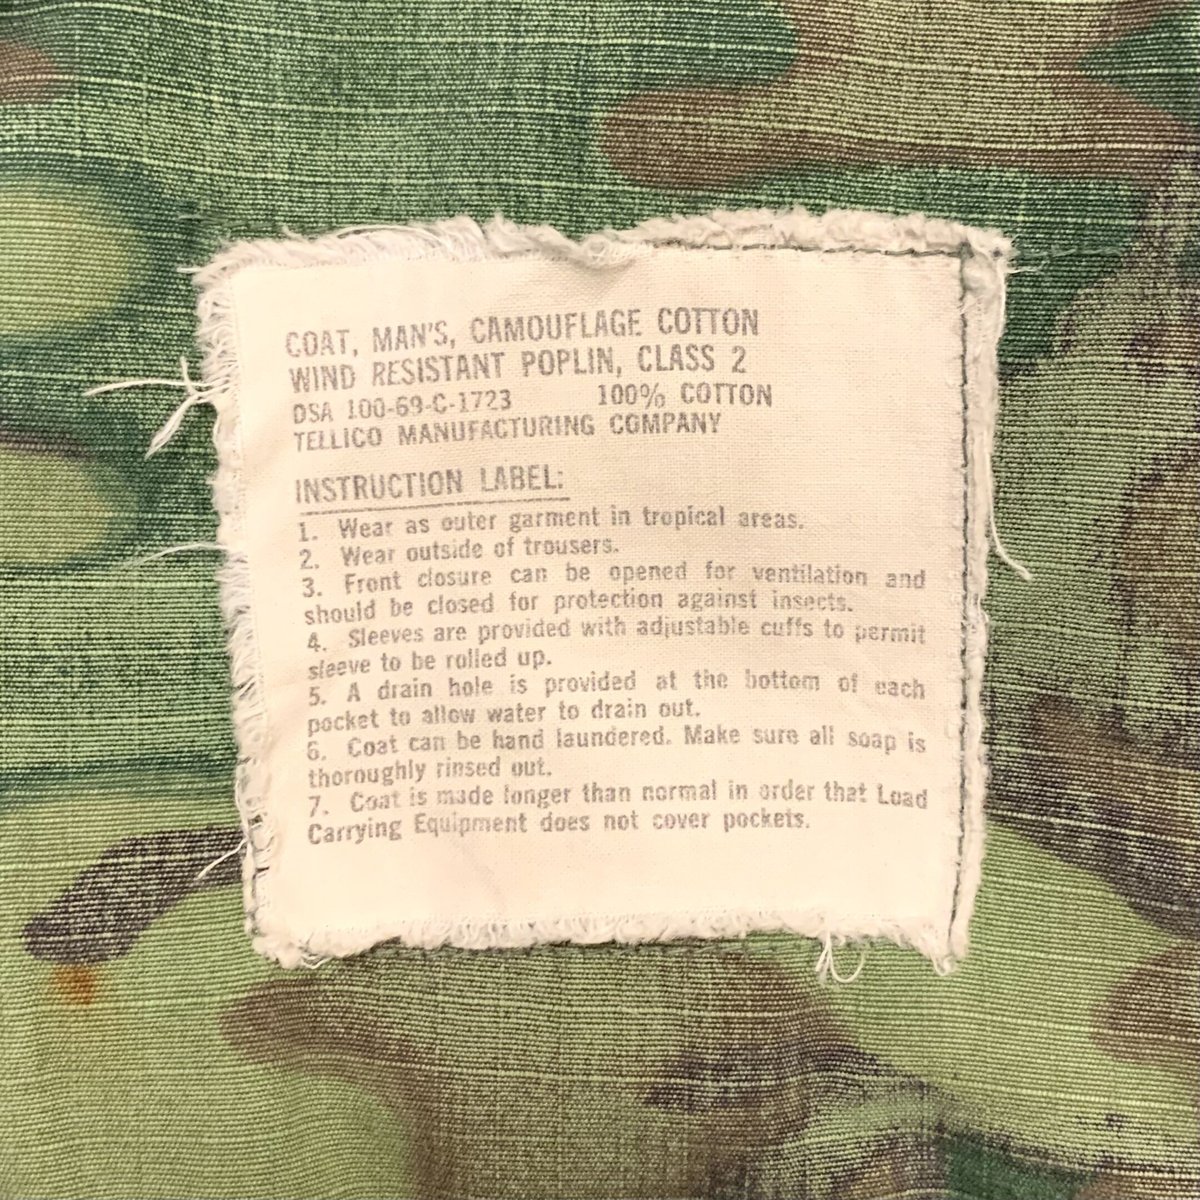 COAT, MAN'S, CAMOUFLAGE COTTON
WIND RESISTANT POPLIN, CLASS 2
DSA 100-69-C-1723 100% COTTON
TELLICO MANUFACTURING COMPANY
INSTRUCTION LABEL:
1. Wear as outer garment in tropical areas.
2. Wear outside of trousers.
3. Front closure can be opened for ventilation and
should be closed for protection against insects.
4. Sleeves are provided with adjustable cuffs to permit
sleeve to be rolled up.
5. A drain hole is provided at the bottom of each
pocket to allow water to drain out.
6. Coat can be hand laundered. Make sure all soap is
thoroughly rinsed out.
7. Coat is made longer than normal in order that Load
Carrying Equipment does not cover pockets.